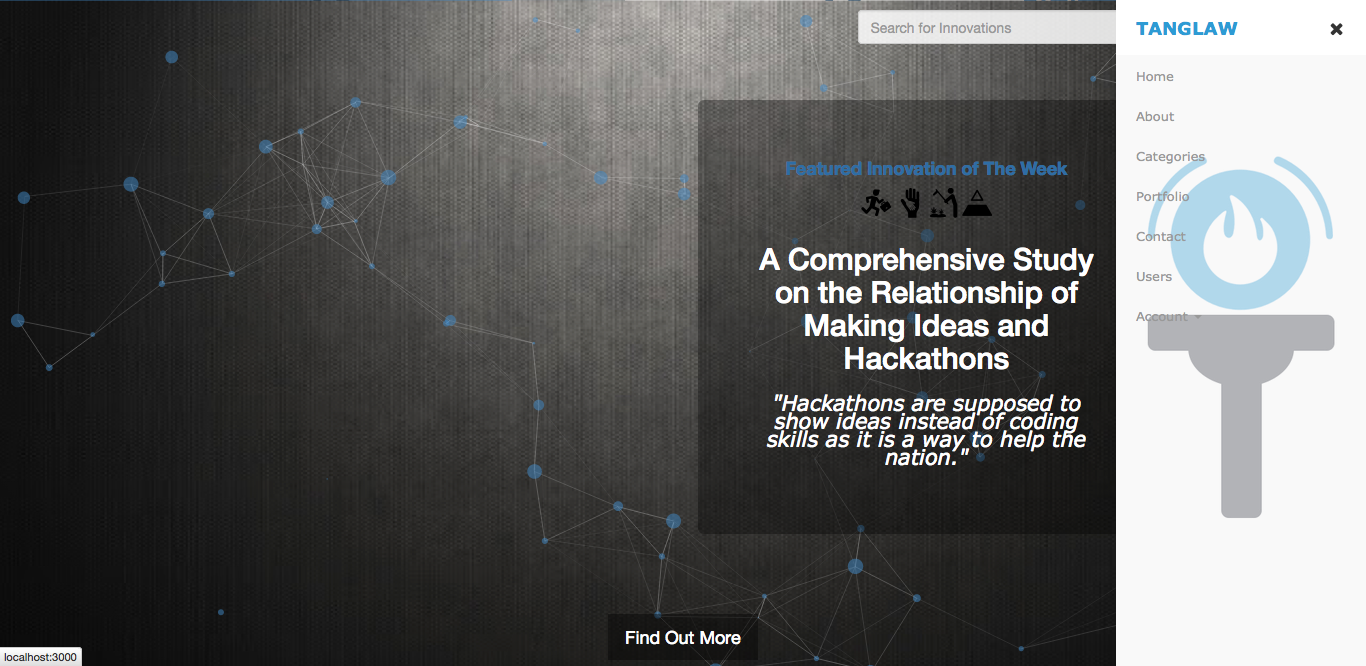 Search for Innovations
TANGLAW
Home
About
Categories
Portfolio
Contact
Users
Account
Featured Innovation of The Week
A Comprehensive Study
on the Relationship of
Making Ideas and
Hackathons
"Hackathons are supposed to
show ideas instead of coding
skills as it is a way to help the
nation."
Find Out More
localhost:3000